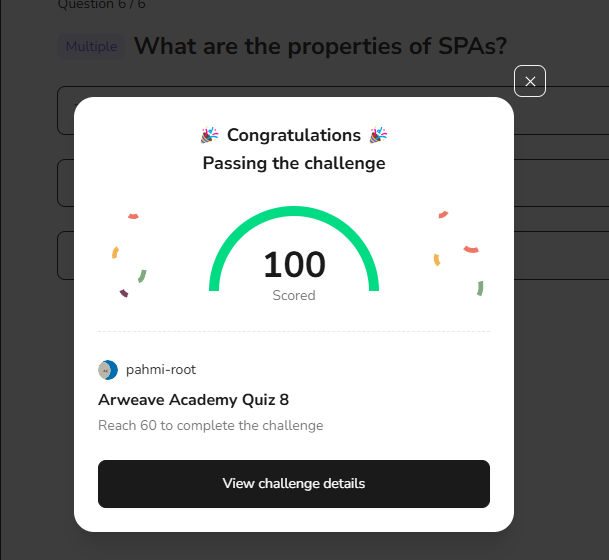 Question 6 / 6
Multiple What are the properties of SPAs?
Congratulations
Passing the challenge
100
Scored
pahmi-root
Arweave Academy Quiz 8
Reach 60 to complete the challenge
View challenge details